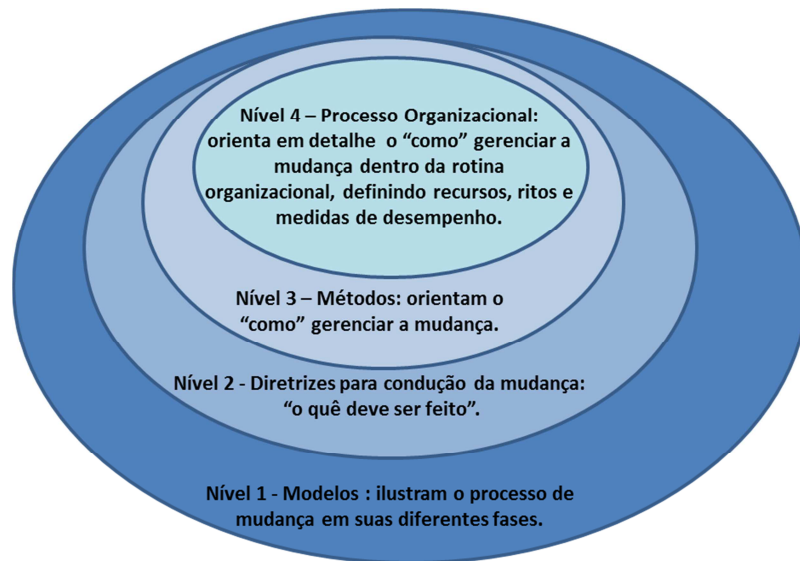 Nível 4 – Processo Organizacional:
orienta em detalhe o “como” gerenciar a
mudança dentro da rotina
organizacional, definindo recursos, ritos e
medidas de desempenho.
Nível 3 – Métodos: orientam o
“como” gerenciar a mudança.
Nível 2 - Diretrizes para condução da mudança:
“o quê deve ser feito”.
Nível 1 - Modelos : ilustram o processo de
mudança em suas diferentes fases.